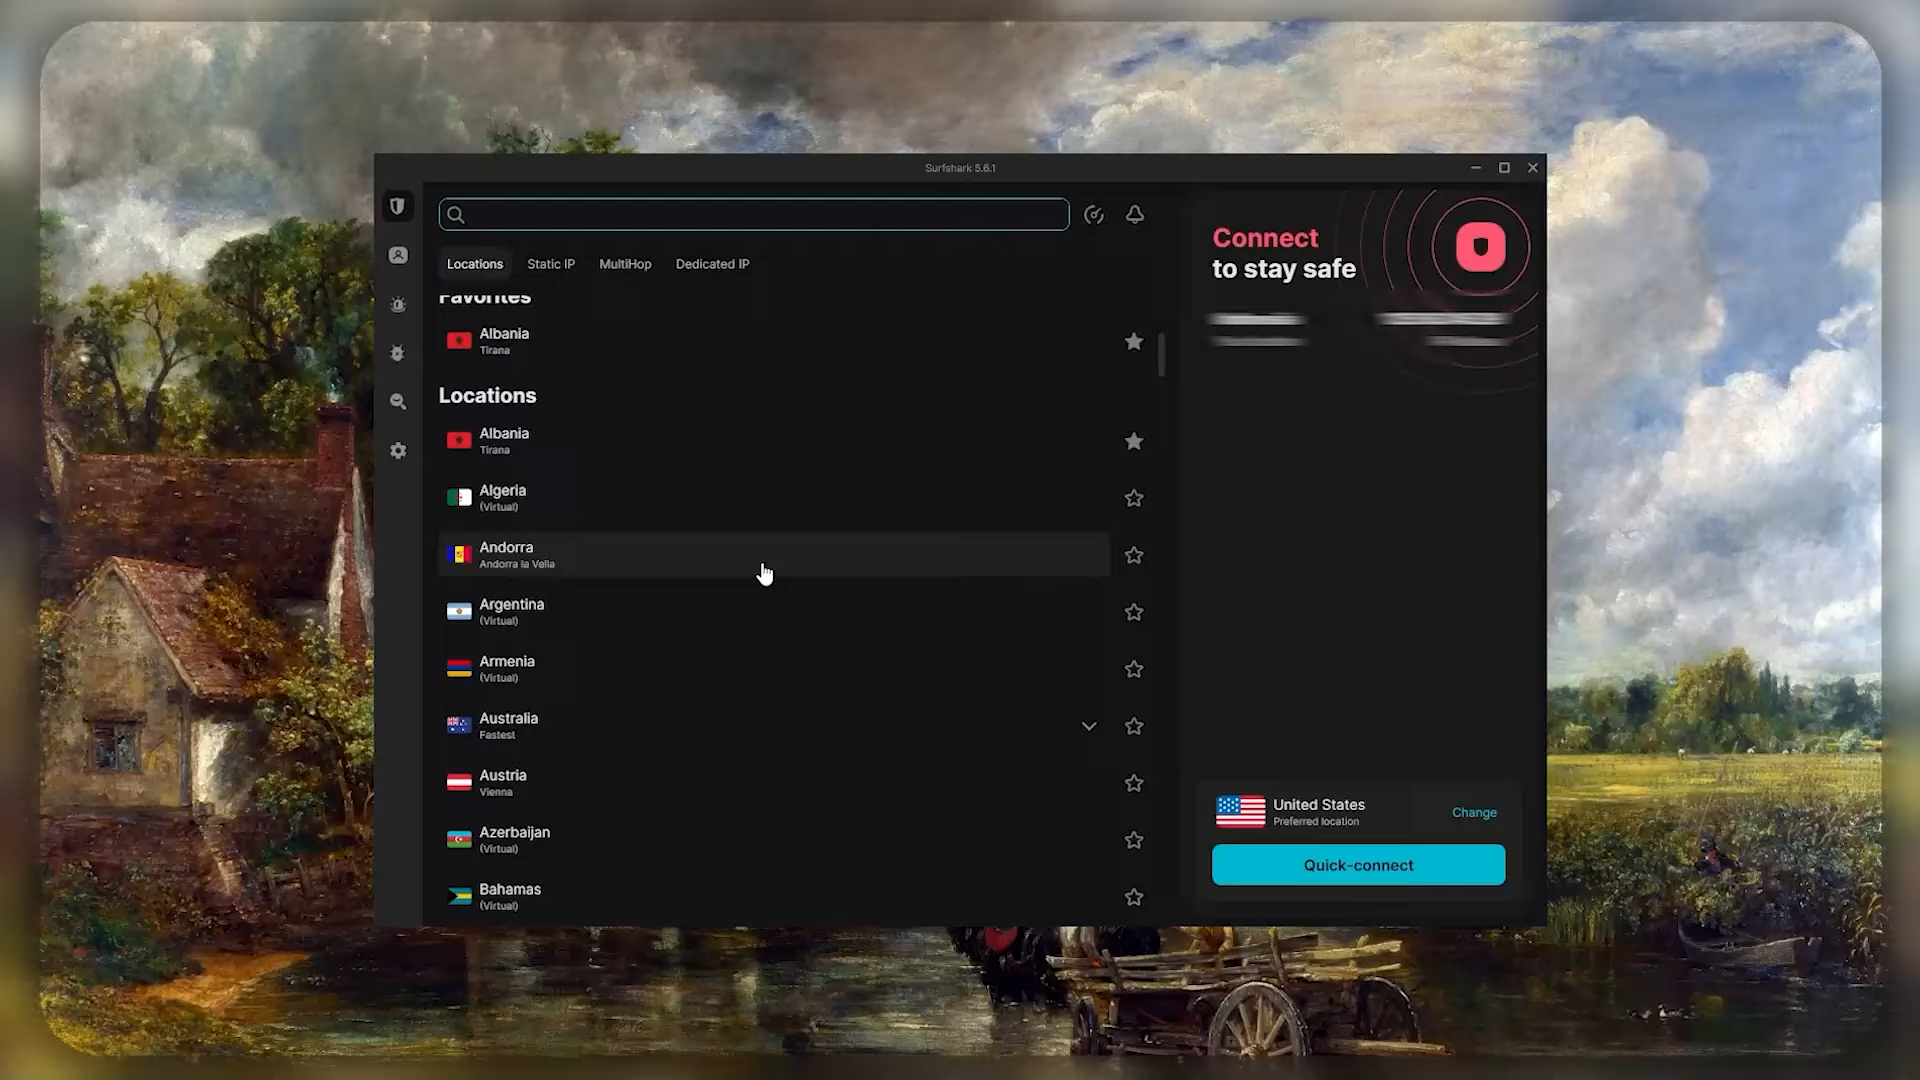 Surfshark 5.6.1
Locations
Static IP
MultiHop
Dedicated IP
Favorites
Albania
Tirana
Locations
Albania
Tirana
Algeria
(Virtual)
Andorra
Andorra la Vella
Argentina
(Virtual)
Armenia
(Virtual)
Australia
Fastest
Austria
Vienna
Azerbaijan
(Virtual)
Bahamas
(Virtual)
Connect
to stay safe
United States
Preferred location
Change
Quick-connect